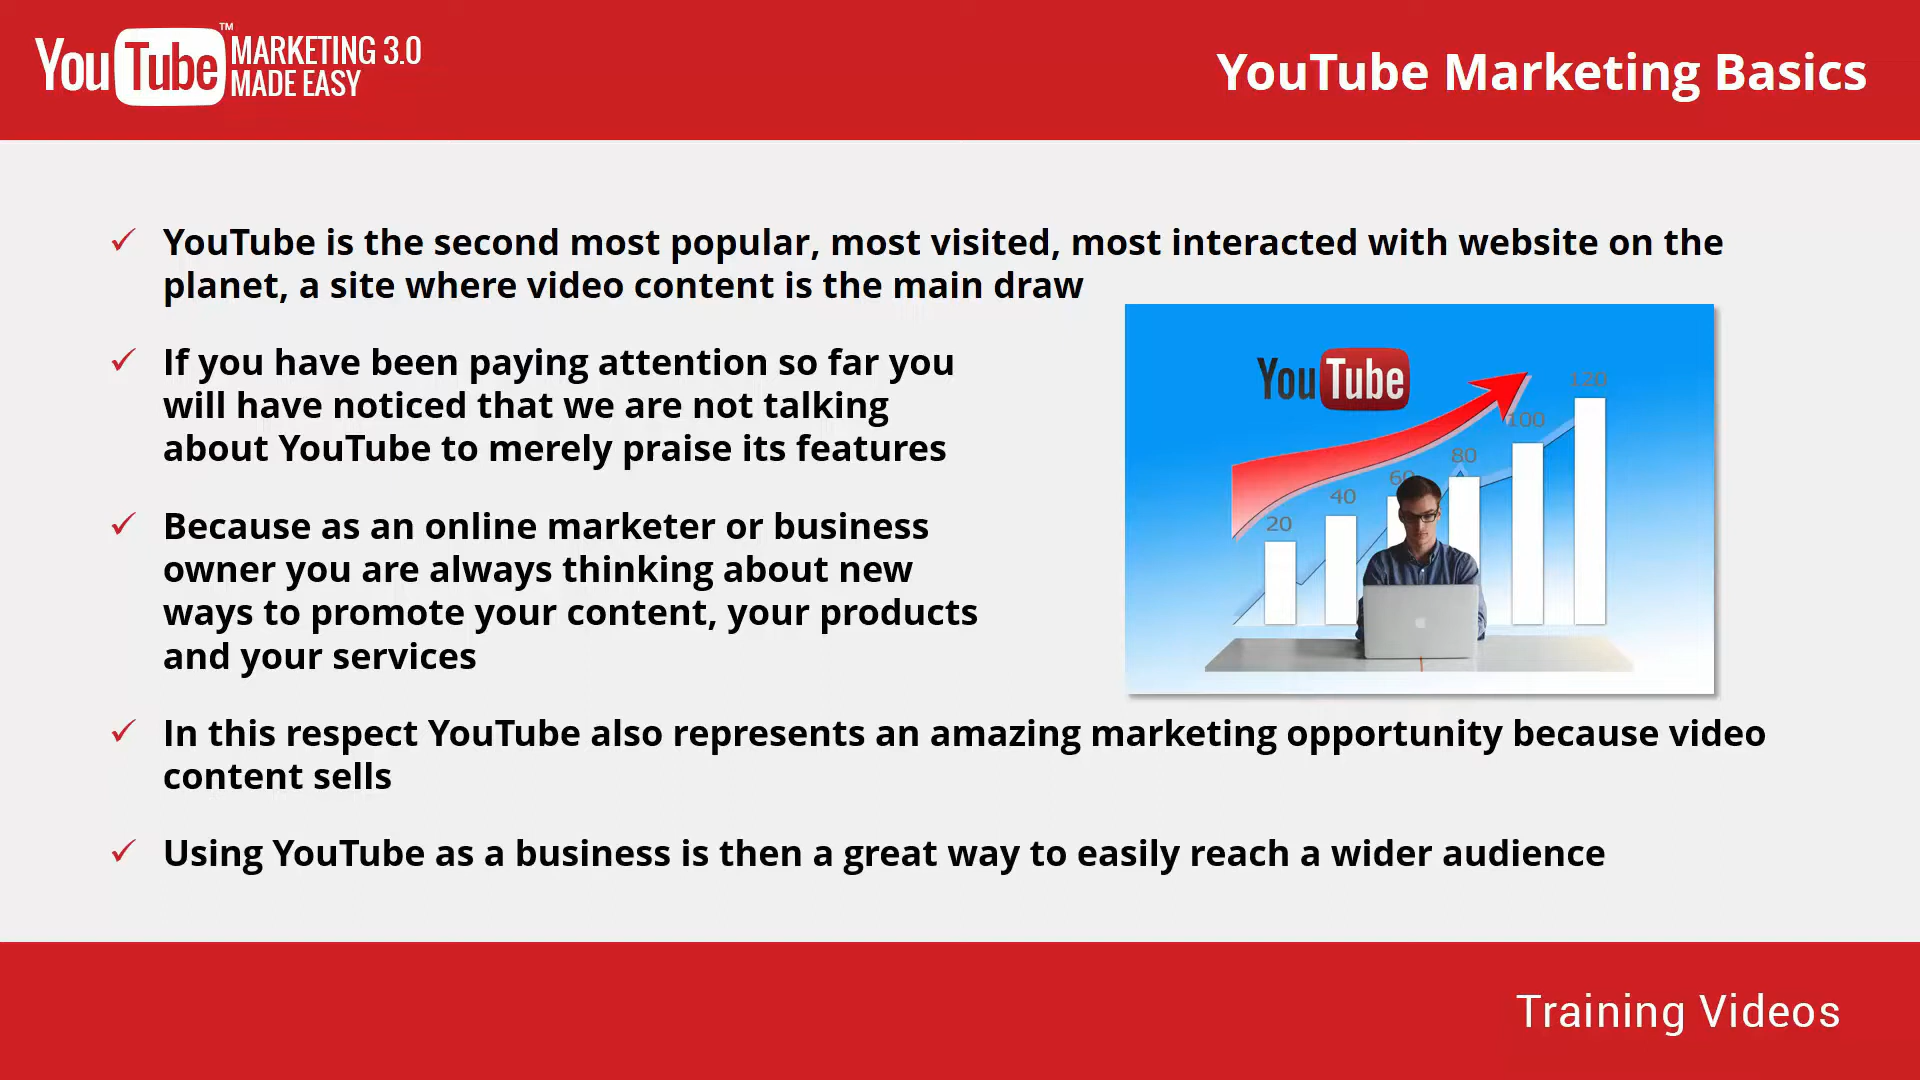 YouTube™ MARKETING 3.0
MADE EASY
YouTube Marketing Basics
YouTube is the second most popular, most visited, most interacted with website on the
planet, a site where video content is the main draw
If you have been paying attention so far you
will have noticed that we are not talking
about YouTube to merely praise its features
Because as an online marketer or business
owner you are always thinking about new
ways to promote your content, your products
and your services
YouTube
120
100
80
60
40
20
In this respect YouTube also represents an amazing marketing opportunity because video
content sells
Using YouTube as a business is then a great way to easily reach a wider audience
Training Videos